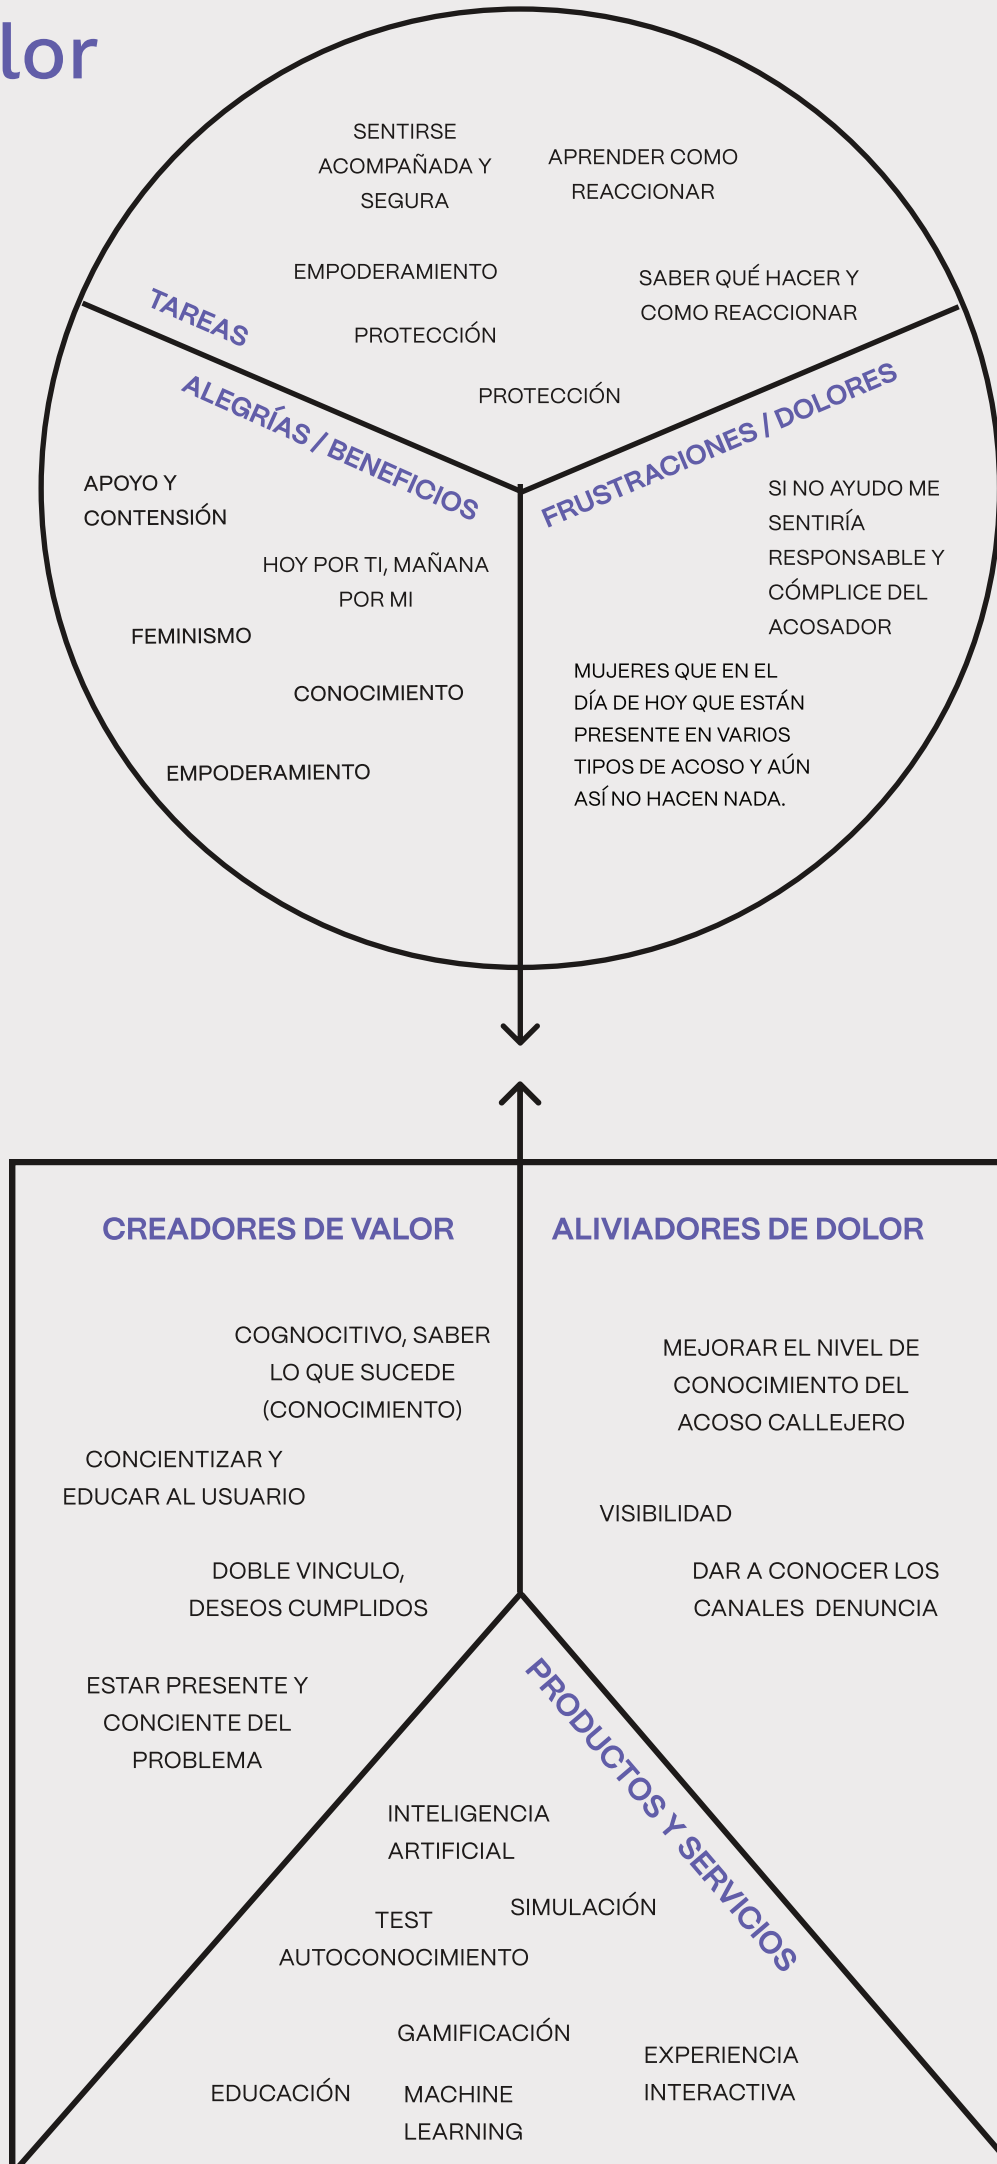 lor
SENTIRSE
ACOMPAÑADA Y
SEGURA
APRENDER COMO
REACCIONAR
EMPODERAMIENTO
SABER QUÉ HACER Y
COMO REACCIONAR
PROTECCIÓN
PROTECCIÓN
TAREAS
ALEGRÍAS / BENEFICIOS
APOYO Y
CONTENSIÓN
HOY POR TI, MAÑANA
POR MI
FEMINISMO
CONOCIMIENTO
EMPODERAMIENTO
FRUSTRACIONES / DOLORES
SI NO AYUDO ME
SENTIRÍA
RESPONSABLE Y
CÓMPLICE DEL
ACOSADOR
MUJERES QUE EN EL
DÍA DE HOY QUE ESTÁN
PRESENTE EN VARIOS
TIPOS DE ACOSO Y AÚN
ASÍ NO HACEN NADA.
CREADORES DE VALOR
COGNOCITIVO, SABER
LO QUE SUCEDE
(CONOCIMIENTO)
CONCIENTIZAR Y
EDUCAR AL USUARIO
DOBLE VINCULO,
DESEOS CUMPLIDOS
ESTAR PRESENTE Y
CONCIENTE DEL
PROBLEMA
ALIVIADORES DE DOLOR
MEJORAR EL NIVEL DE
CONOCIMIENTO DEL
ACOSO CALLEJERO
VISIBILIDAD
DAR A CONOCER LOS
CANALES DENUNCIA
PRODUCTOS Y SERVICIOS
INTELIGENCIA
ARTIFICIAL
SIMULACIÓN
TEST
AUTOCONOCIMIENTO
GAMIFICACIÓN
EXPERIENCIA
INTERACTIVA
EDUCACIÓN
MACHINE
LEARNING